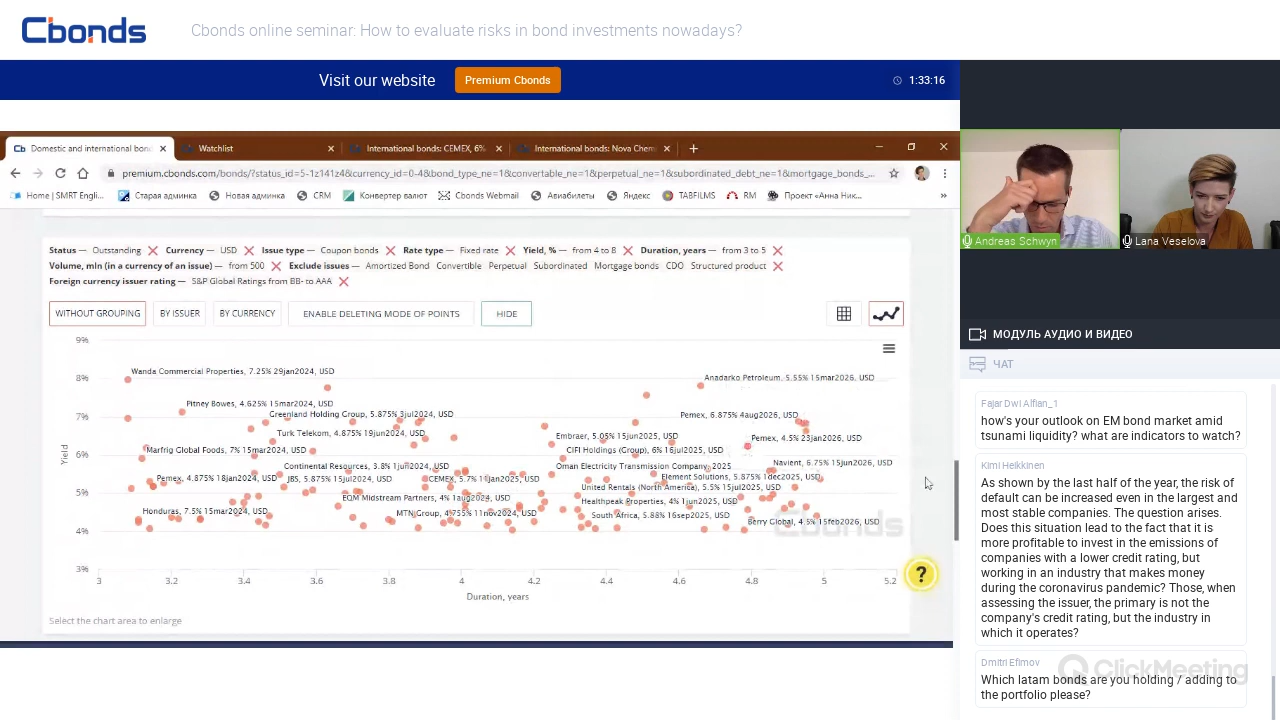 Cbonds
Cbonds online seminar: How to evaluate risks in bond investments nowadays?
Visit our website
Premium Cbonds
1:33:16
Domestic and international bond
Watchlist
International bonds: CEMEX, 6%
International bonds: Nova Chem
premium.cbonds.com/bonds/?status_id=5-1z141z4&currency_id=0-4&bond_type_ne=1&convertable_ne=1&perpetual_ne=1&subordinated_debt_ne=1&mortgage_bonds_...
Home | SMRT Engli...
Старая админка
Новая админка
CRM
Конвертер валют
Cbonds Webmail
Авиабилеты
Яндекс
TABFILMS
RM
Проект «Анна Ник...
»
Status — Outstanding
Currency — USD
Issue type — Coupon bonds
Rate type — Fixed rate
Yield, % — from 4 to 8
Duration, years — from 3 to 5
Volume, mln (in a currency of an issue) — from 500
Exclude issues — Amortized Bond Convertible Perpetual Subordinated Mortgage bonds CDO Structured product
Foreign currency issuer rating — S&P Global Ratings from BB- to AAA
WITHOUT GROUPING
BY ISSUER
BY CURRENCY
ENABLE DELETING MODE OF POINTS
HIDE
9%
8%
7%
6%
5%
4%
3%
Yield
Wanda Commercial Properties, 7.25% 29jan2024, USD
Anadarko Petroleum, 5.55% 15mar2026, USD
Pitney Bowes, 4.625% 15mar2024, USD
Greenland Holding Group, 5.875% 3jul2024, USD
Pemex, 6.875% 4aug2026, USD
Turk Telekom, 4.875% 19jun2024, USD
Embraer, 5.05% 15jun2025, USD
Pemex, 4.5% 23jan2026, USD
Marfrig Global Foods, 7% 15mar2024, USD
CIFI Holdings (Group), 6% 16jul2025, USD
Continental Resources, 3.8% 1jun2024, USD
Oman Electricity Transmission Company, 2025
Navient, 6.75% 15jun2026, USD
Pemex, 4.875% 18jan2024, USD
JBS, 5.875% 15jul2024, USD
CEMEX, 5.7% 11jan2025, USD
Element Solutions, 5.875% 1dec2025, USD
United Rentals (North America), 5.5% 15jul2025, USD
EQM Midstream Partners, 4% 1aug2024, USD
Healthpeak Properties, 4% 1jun2025, USD
Honduras, 7.5% 15mar2024, USD
MTN Group, 4.755% 11nov2024, USD
South Africa, 5.88% 16sep2025, USD
Berry Global, 4.5% 15feb2026, USD
Cbonds
3
3.2
3.4
3.6
3.8
4
4.2
4.4
4.6
4.8
5
5.2
Duration, years
Select the chart area to enlarge
?
Andreas Schwyn
Lana Veselova
МОДУЛЬ АУДИО И ВИДЕО
ЧАТ
Fajar Dwi Alfian_1
how's your outlook on EM bond market amid
tsunami liquidity? what are indicators to watch?
Kimi Heikkinen
As shown by the last half of the year, the risk of
default can be increased even in the largest and
most stable companies. The question arises.
Does this situation lead to the fact that it is
more profitable to invest in the emissions of
companies with a lower credit rating, but
working in an industry that makes money
during the coronavirus pandemic? Those, when
assessing the issuer, the primary is not the
company's credit rating, but the industry in
which it operates?
Dmitri Efimov
Which latam bonds are you holding / adding to
the portfolio please?
ClickMeeting